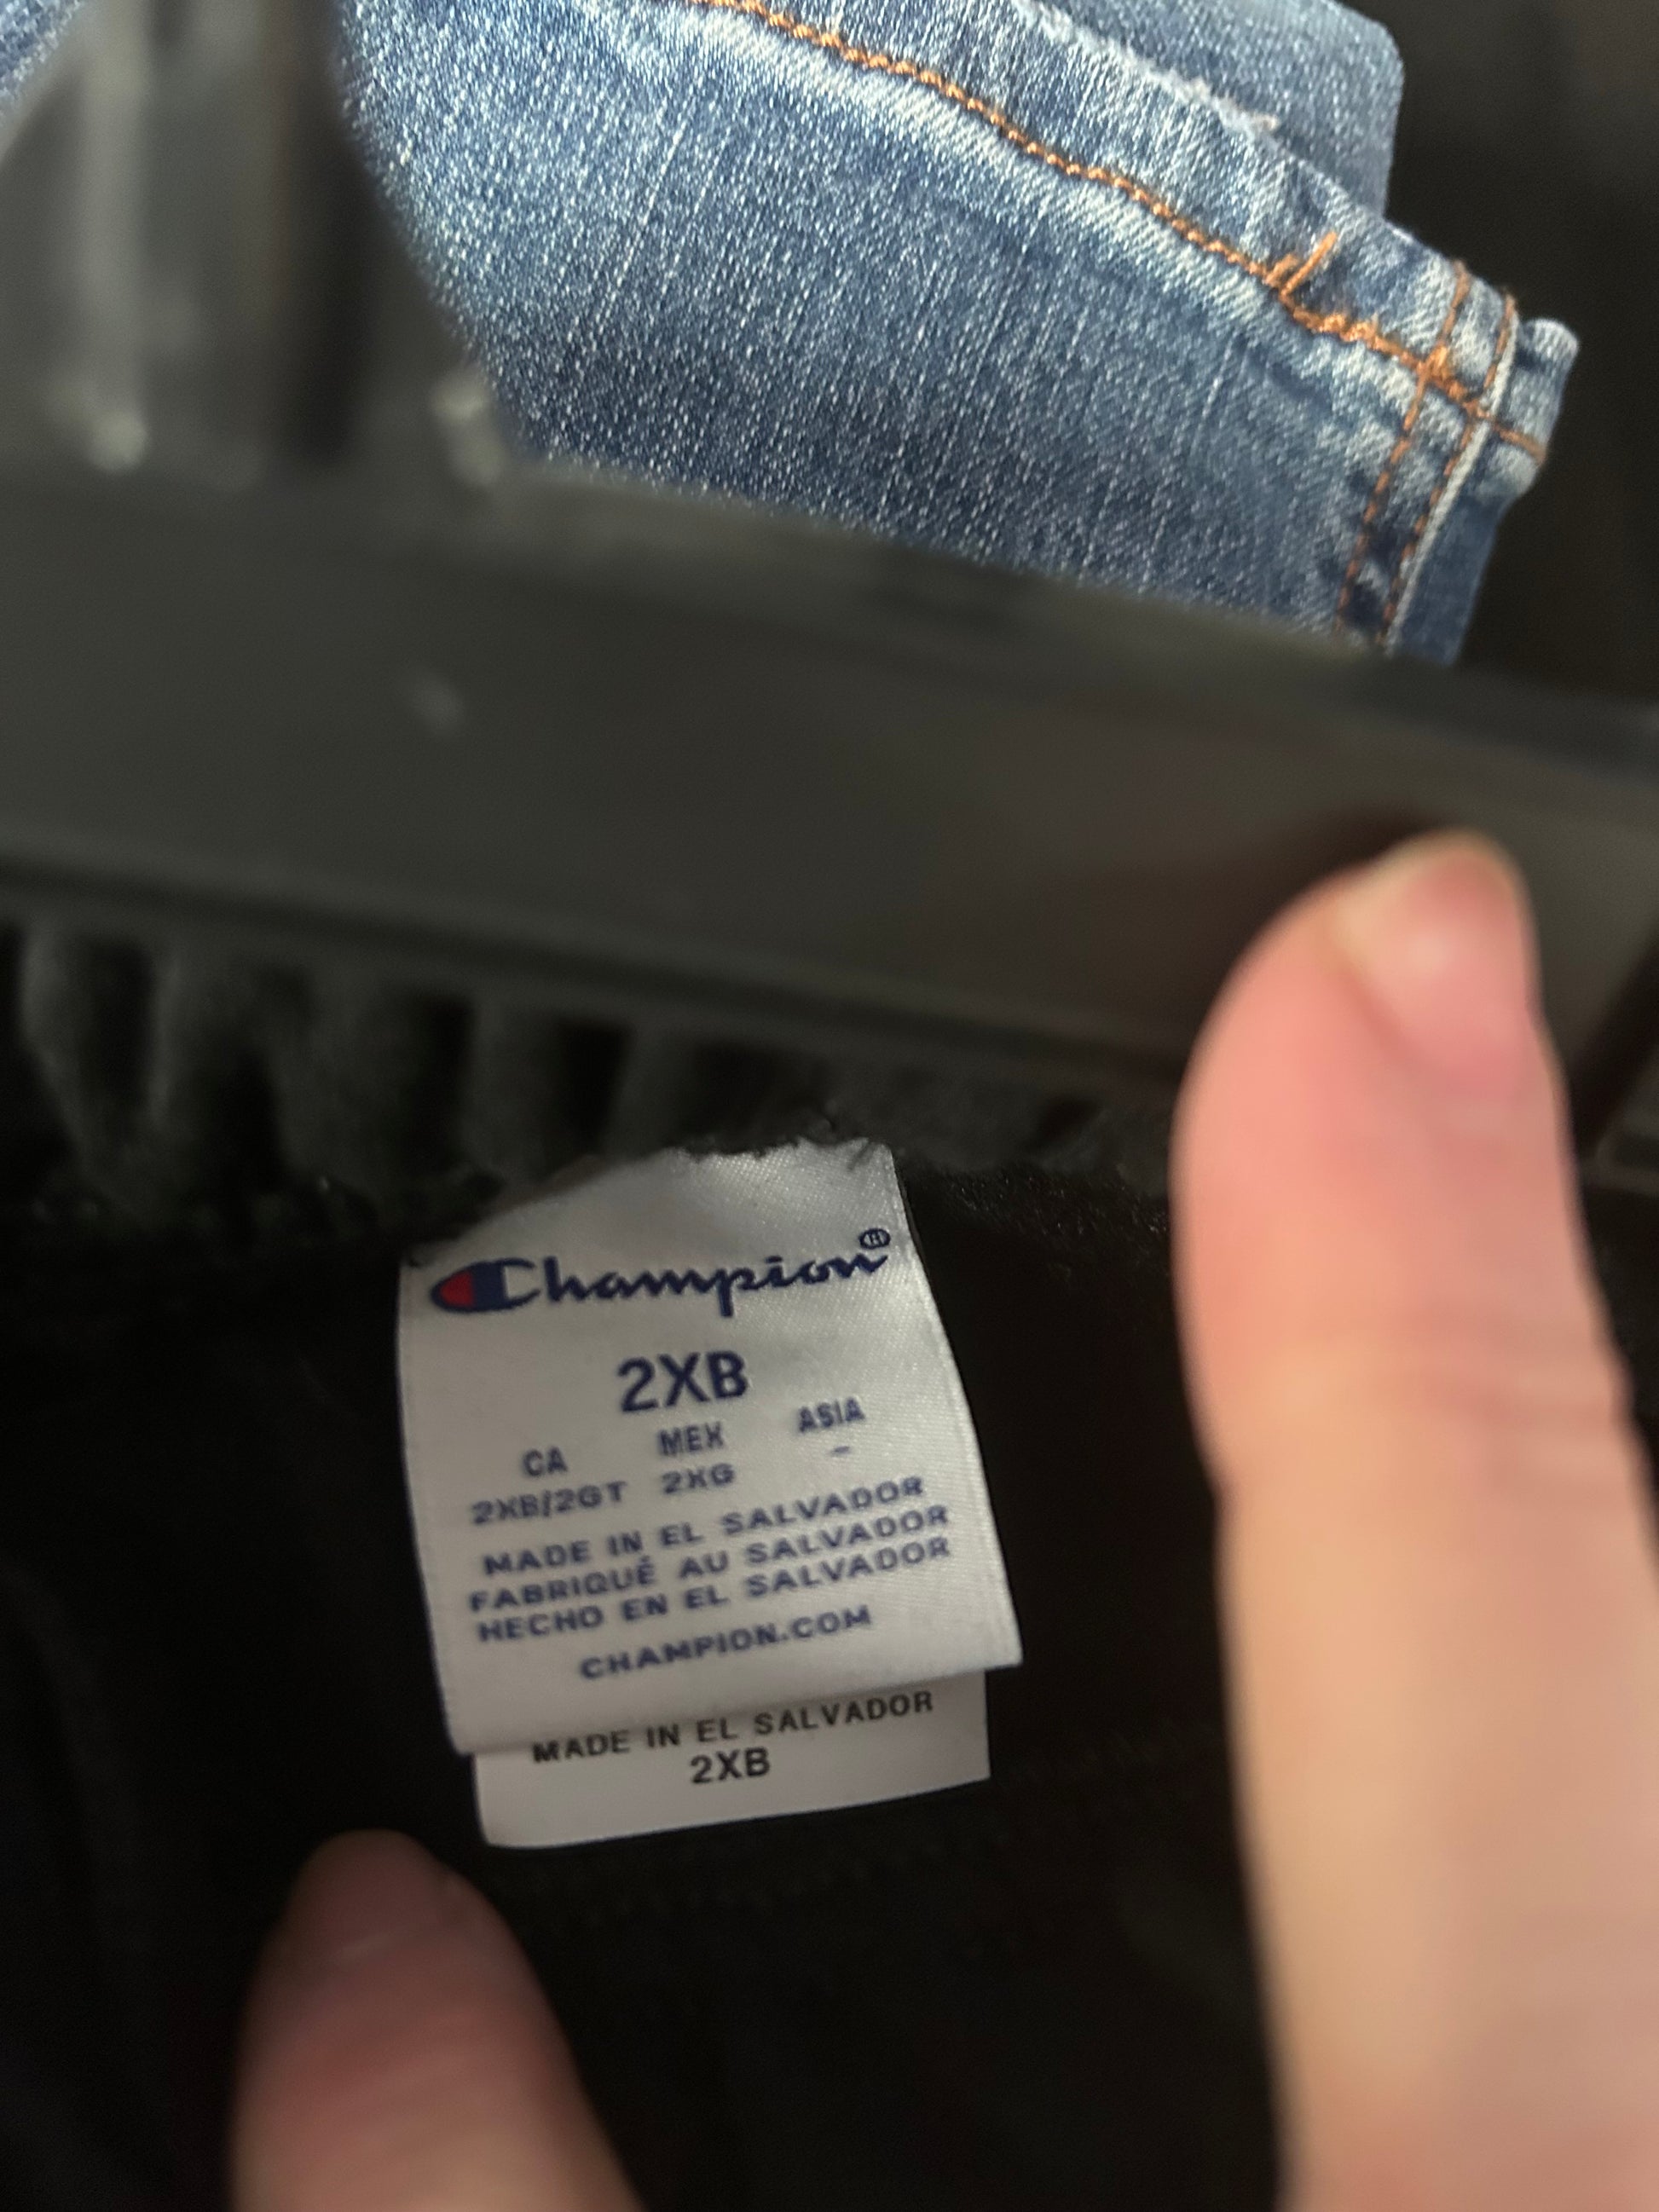 Champion®
2XB
CA MEX ASIA
2XB/2GT 2XG -
MADE IN EL SALVADOR
FABRIQUÉ AU SALVADOR
HECHO EN EL SALVADOR
CHAMPION.COM
MADE IN EL SALVADOR
2XB